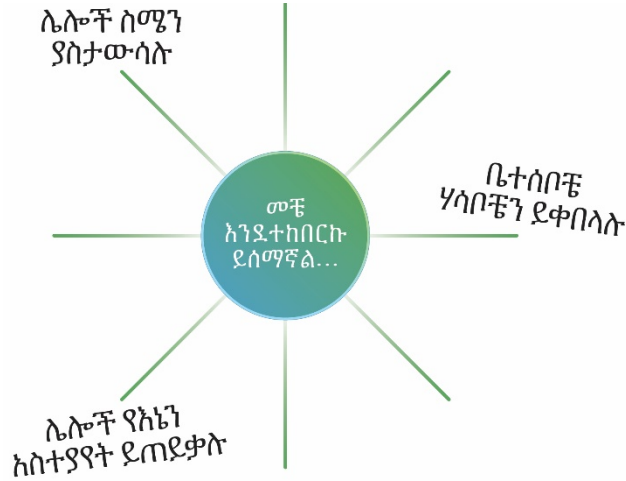 ሌሎች ስሜን
ያስታውሳሉ
መቼ
እንደተከበርኩ
ይሰማኛል...
ቤተሰቦቼ
ሃሳቦቼን ይቀበላሉ
ሌሎች የእኔን
አስተያየት ይጠይቃሉ